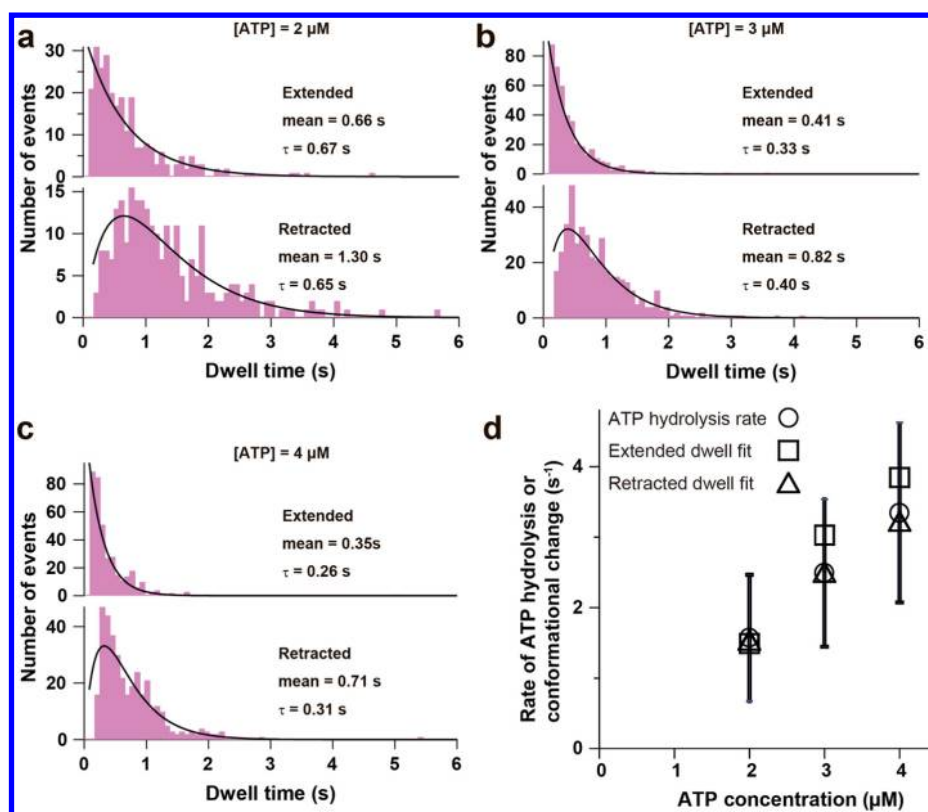 a
[ATP] = 2 µM
Number of events
30
20
10
0
Extended
mean = 0.66 s
τ = 0.67 s
15
10
5
0
Retracted
mean = 1.30 s
τ = 0.65 s
0 1 2 3 4 5 6
Dwell time (s)
b
[ATP] = 3 µM
Number of events
80
60
40
20
0
Extended
mean = 0.41 s
τ = 0.33 s
40
20
0
Retracted
mean = 0.82 s
τ = 0.40 s
0 1 2 3 4 5 6
Dwell time (s)
c
[ATP] = 4 µM
Number of events
80
60
40
20
0
Extended
mean = 0.35s
τ = 0.26 s
40
20
0
Retracted
mean = 0.71 s
τ = 0.31 s
0 1 2 3 4 5 6
Dwell time (s)
d
Rate of ATP hydrolysis or
conformational change (s⁻¹)
ATP hydrolysis rate
Extended dwell fit
Retracted dwell fit
4
2
0
0 1 2 3 4
ATP concentration (µM)